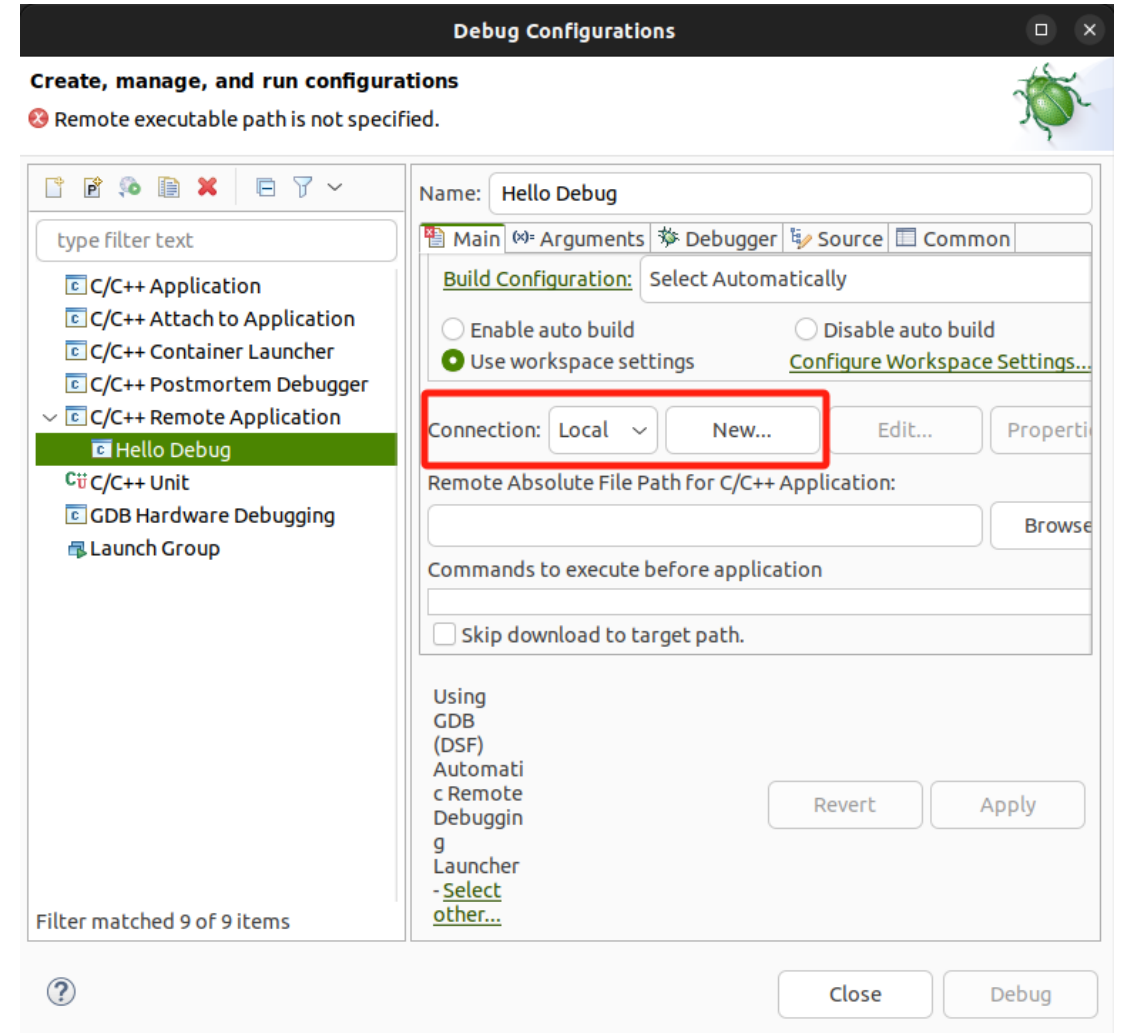 Debug Configurations
Create, manage, and run configurations
Remote executable path is not specified.
type filter text
C/C++ Application
C/C++ Attach to Application
C/C++ Container Launcher
C/C++ Postmortem Debugger
C/C++ Remote Application
Hello Debug
C/C++ Unit
GDB Hardware Debugging
Launch Group
Filter matched 9 of 9 items
Name: Hello Debug
Main (x)= Arguments Debugger Source Common
Build Configuration: Select Automatically
Enable auto build Disable auto build
Use workspace settings Configure Workspace Settings...
Connection: Local New... Edit... Properti
Remote Absolute File Path for C/C++ Application:
Browse
Commands to execute before application
Skip download to target path.
Using
GDB
(DSF)
Automati
c Remote
Debuggin
g
Launcher
- Select
other...
Revert Apply
Close Debug